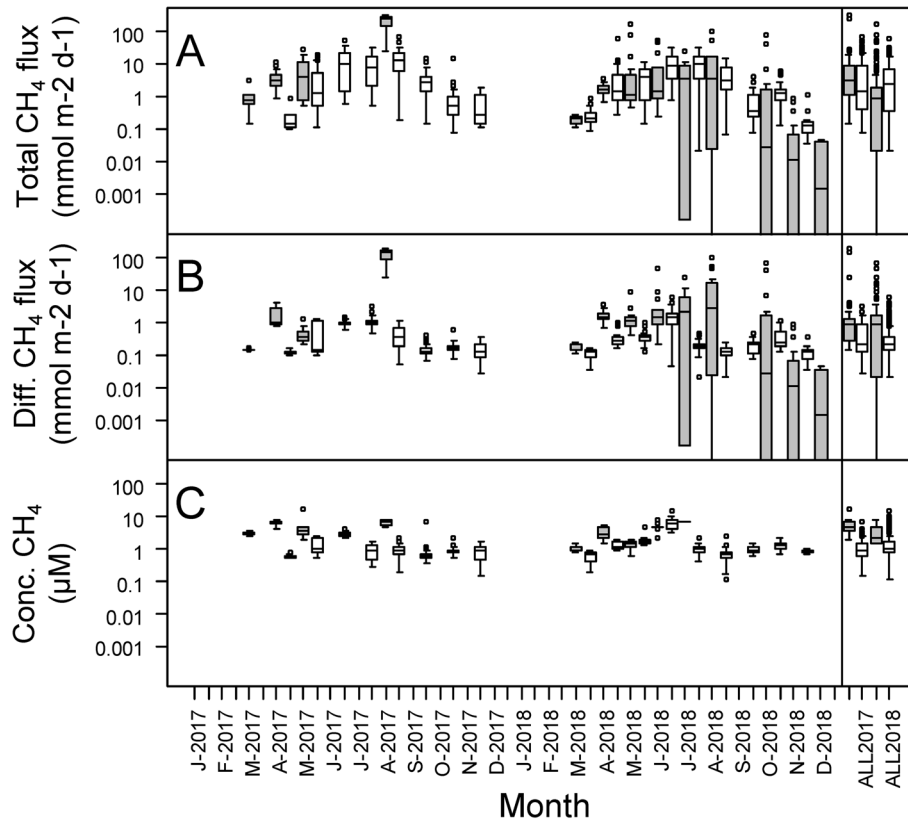 A
Total CH4 flux
(mmol m-2 d-1)
100
10
1
0.1
0.01
0.001
B
Diff. CH4 flux
(mmol m-2 d-1)
100
10
1
0.1
0.01
0.001
C
Conc. CH4
(µM)
100
10
1
0.1
0.01
0.001
J-2017
F-2017
M-2017
A-2017
M-2017
J-2017
J-2017
A-2017
S-2017
O-2017
N-2017
D-2017
J-2018
F-2018
M-2018
A-2018
M-2018
J-2018
J-2018
A-2018
S-2018
O-2018
N-2018
D-2018
ALL2017
ALL2018
Month